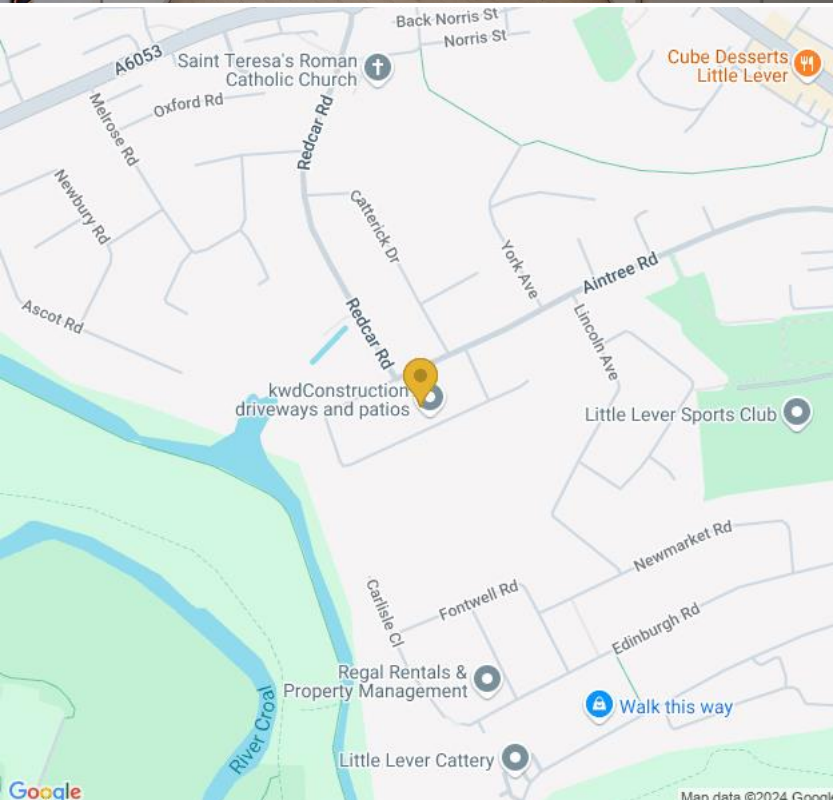 Back Norris St
Norris St
A6053
Saint Teresa's Roman
Catholic Church
Cube Desserts
Little Lever
Oxford Rd
Melrose Rd
Redcar Rd
Newbury Rd
Catterick Dr
York Ave
Aintree Rd
Ascot Rd
Redcar Rd
Lincoln Ave
kwdConstruction
driveways and patios
Little Lever Sports Club
Newmarket Rd
Carlisle Cl
Fontwell Rd
Edinburgh Rd
Regal Rentals &
Property Management
Walk this way
River Croal
Little Lever Cattery
Google
Map data ©2024 Google